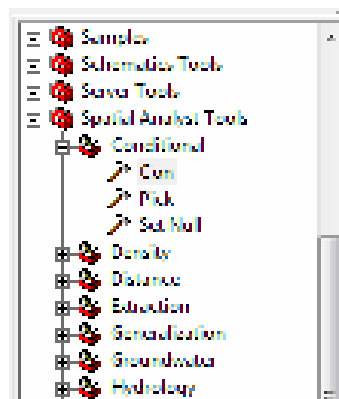 Samples
Schematics Tools
Server Tools
Spatial Analyst Tools
Conditional
Con
Pick
Set Null
Density
Distance
Extraction
Generalization
Groundwater
Hydrology